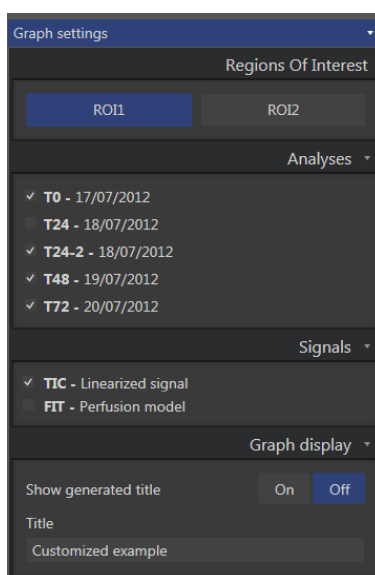 Graph settings
Regions Of Interest
ROI1 ROI2
Analyses
T0 - 17/07/2012
T24 - 18/07/2012
T24-2 - 18/07/2012
T48 - 19/07/2012
T72 - 20/07/2012
Signals
TIC - Linearized signal
FIT - Perfusion model
Graph display
Show generated title On Off
Title
Customized example